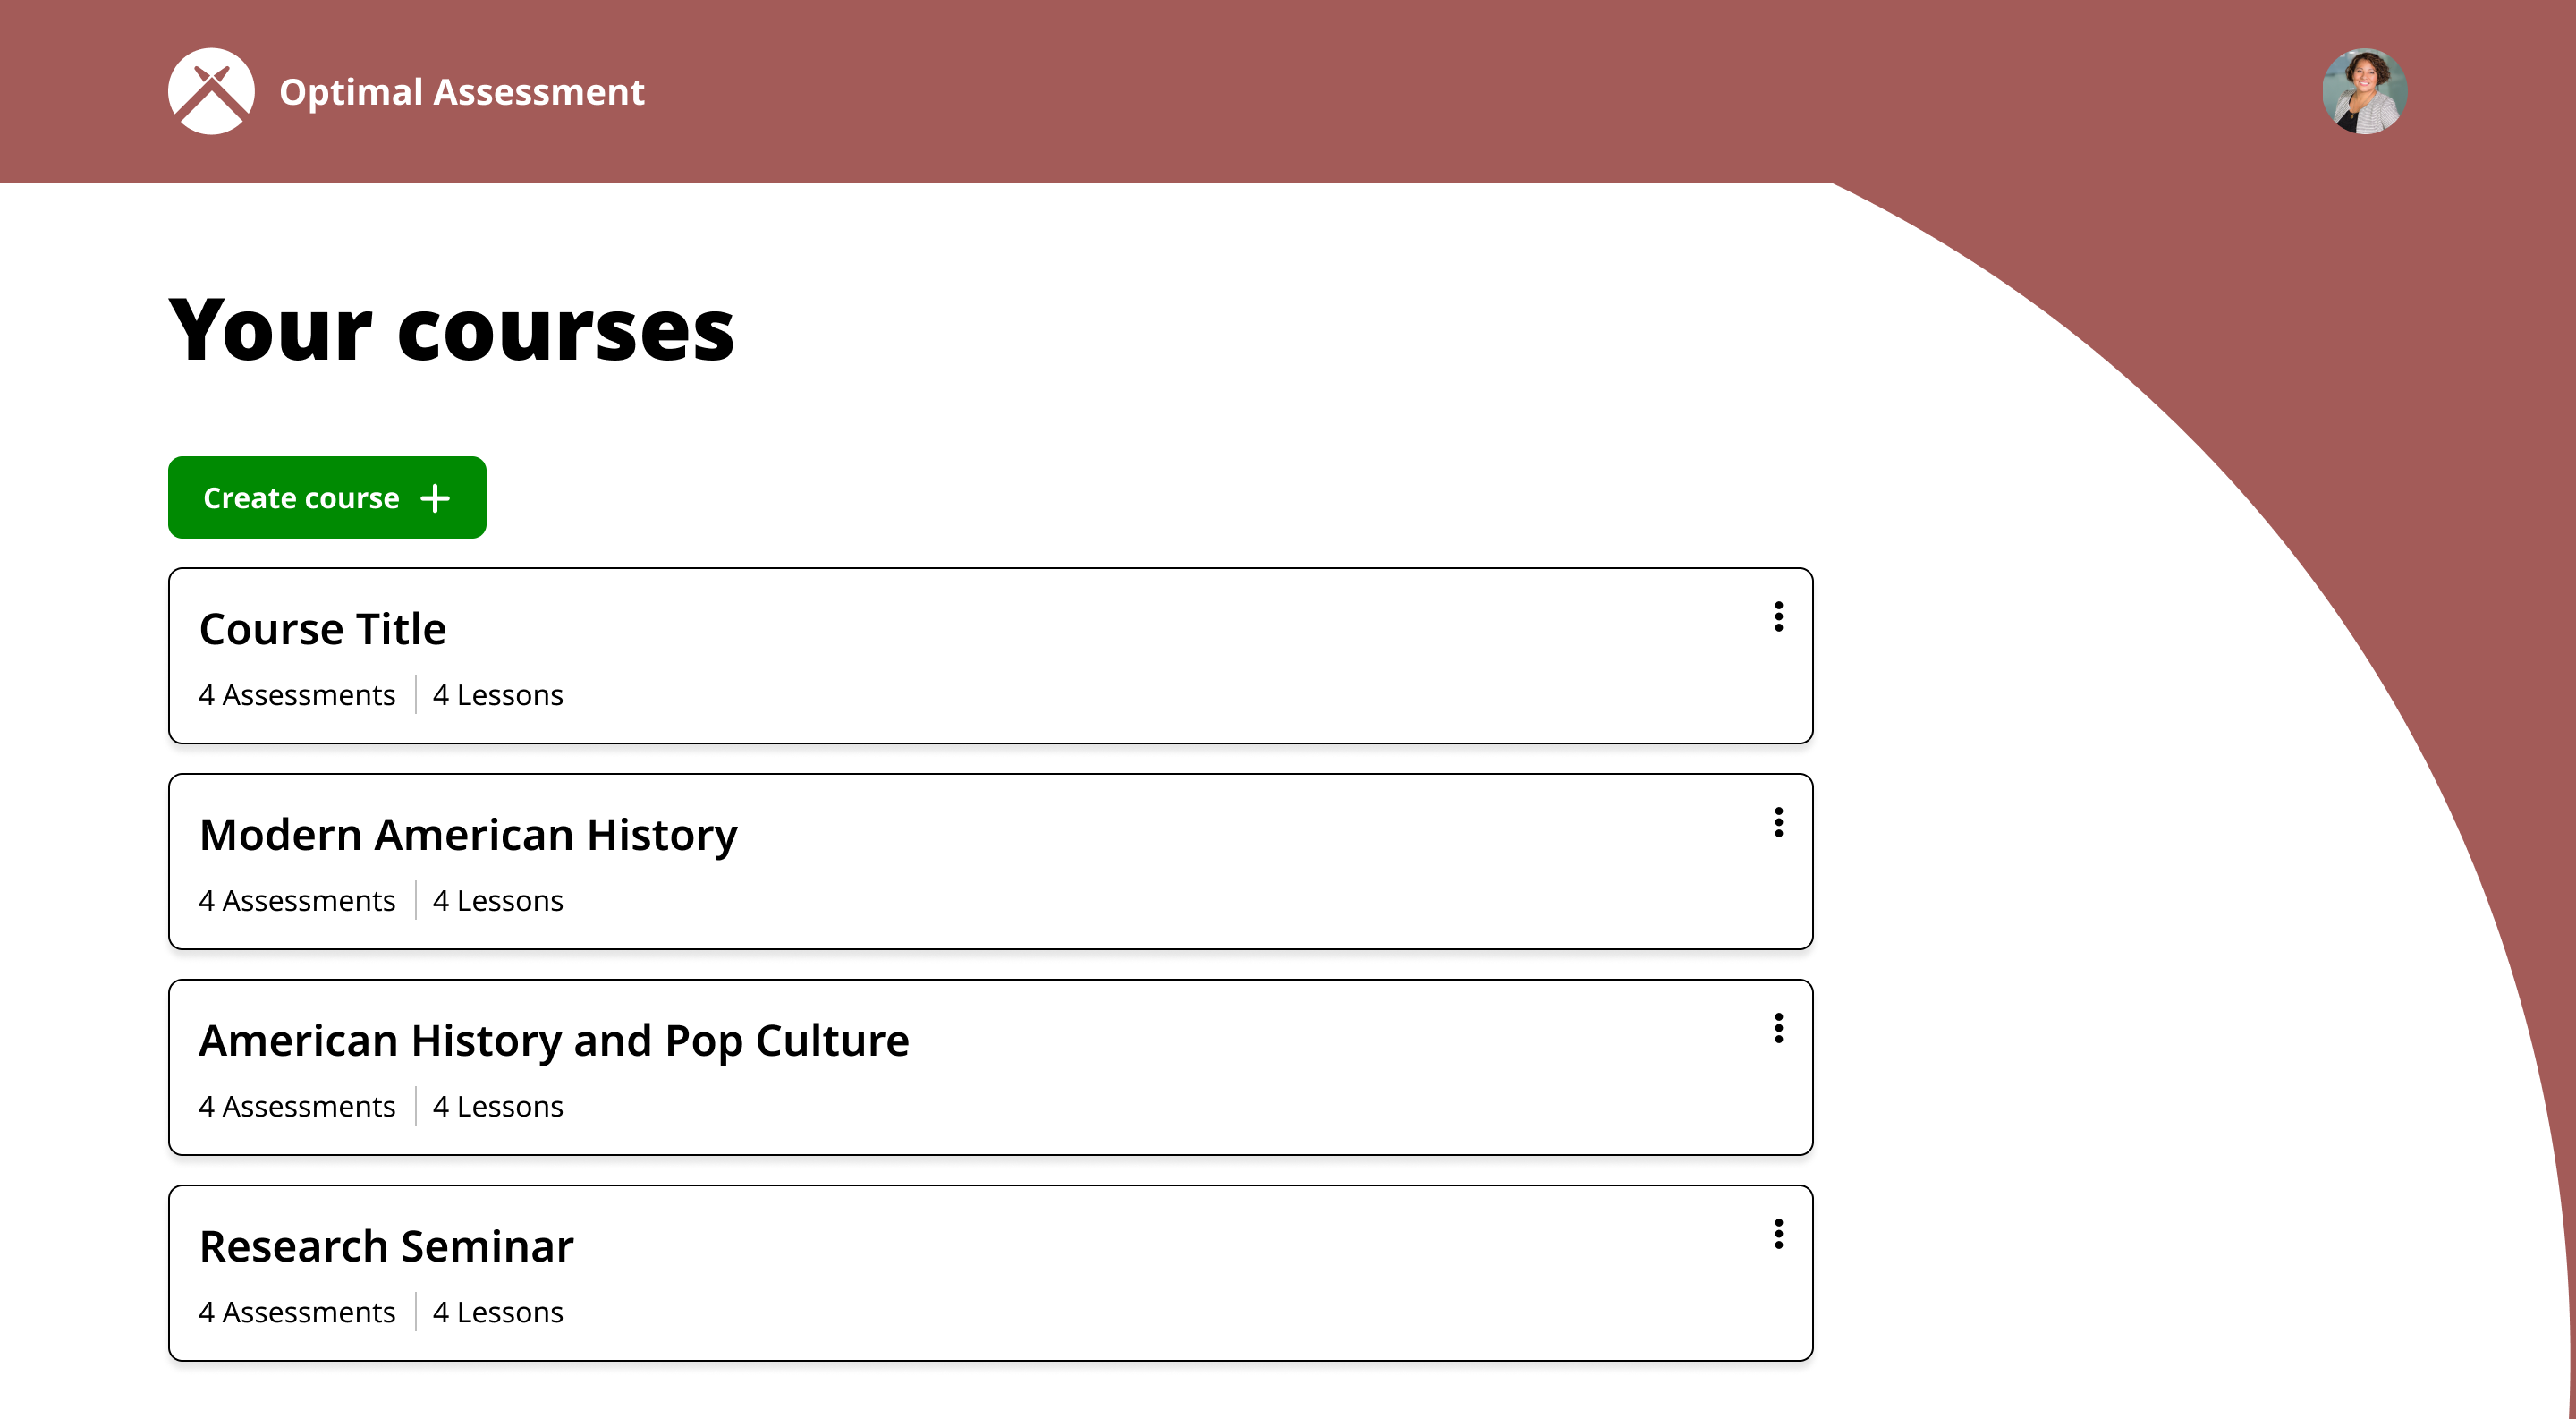 Optimal Assessment
Your courses
Create course
Course Title
4 Assessments
4 Lessons
Modern American History
4 Assessments
4 Lessons
American History and Pop Culture
4 Assessments
4 Lessons
Research Seminar
4 Assessments
4 Lessons